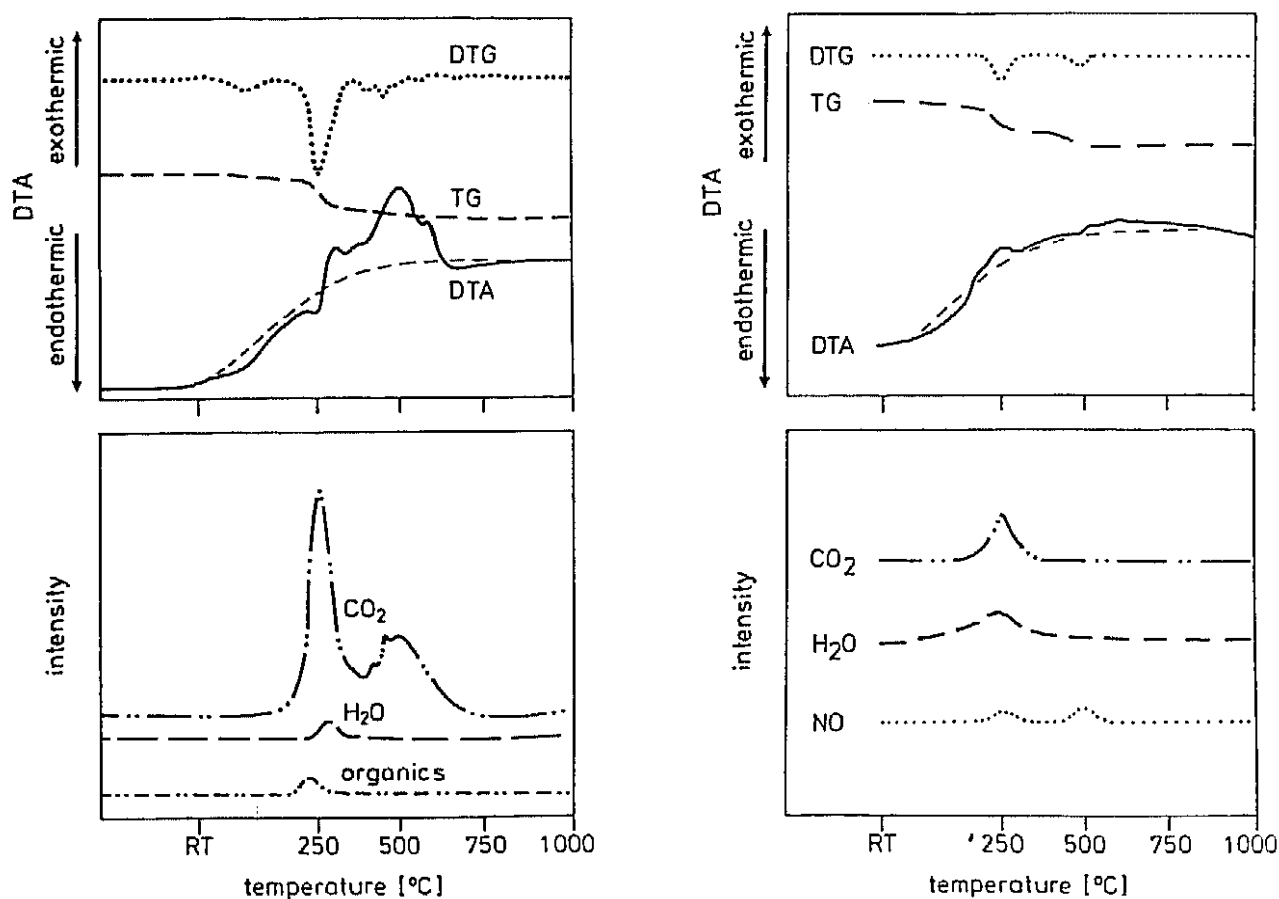 exothermic
DTA
endothermic
DTG
TG
DTA
exothermic
DTA
endothermic
DTG
TG
DTA
intensity
CO2
H2O
organics
RT 250 500 750 1000
temperature [°C]
intensity
CO2
H2O
NO
RT 250 500 750 1000
temperature [°C]